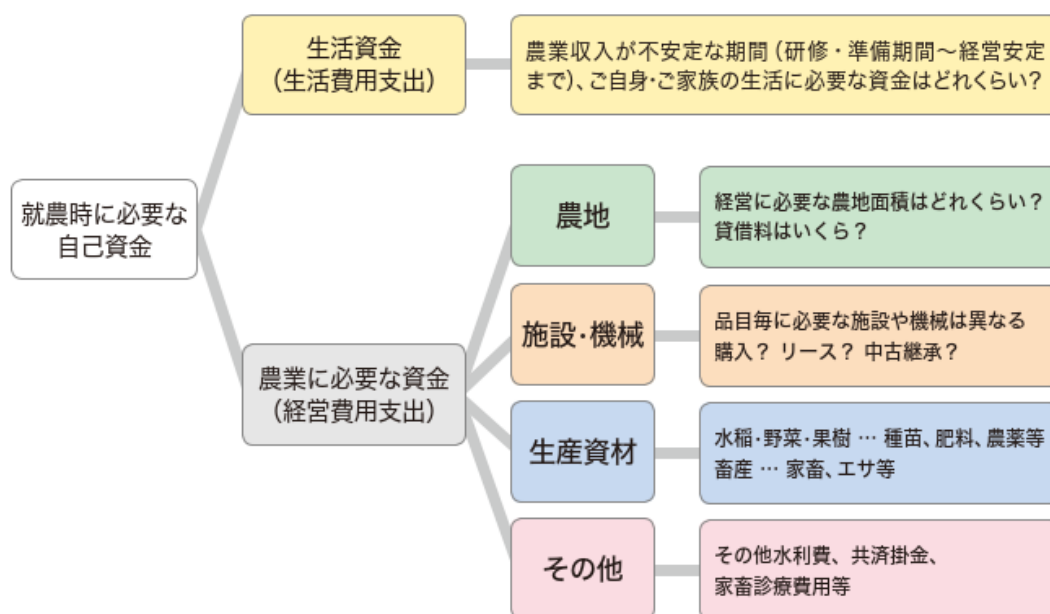 就農時に必要な
自己資金
生活資金
（生活費用支出）
農業収入が不安定な期間（研修・準備期間～経営安定
まで）、ご自身・ご家族の生活に必要な資金はどれくらい？
農業に必要な資金
（経営費用支出）
農地
経営に必要な農地面積はどれくらい？
貸借料はいくら？
施設・機械
品目毎に必要な施設や機械は異なる
購入？ リース？ 中古継承？
生産資材
水稲・野菜・果樹 … 種苗、肥料、農薬等
畜産 … 家畜、エサ等
その他
その他水利費、共済掛金、
家畜診療費用等